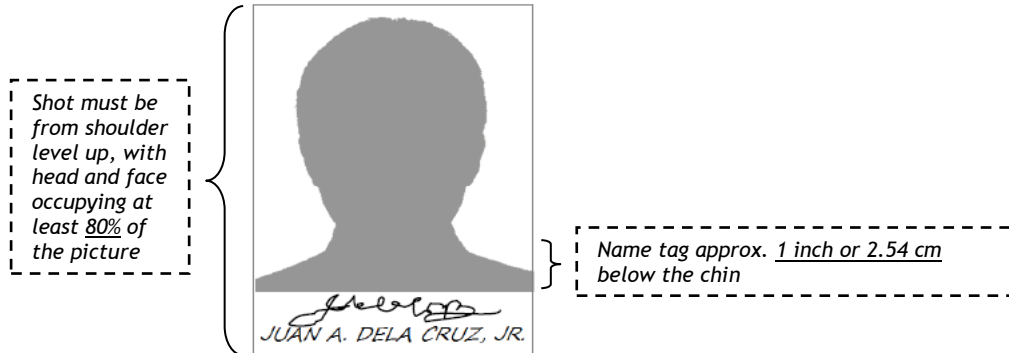 Shot must be
from shoulder
level up, with
head and face
occupying at
least 80% of
the picture
Name tag approx. 1 inch or 2.54 cm
below the chin
JUAN A. DELA CRUZ, JR.